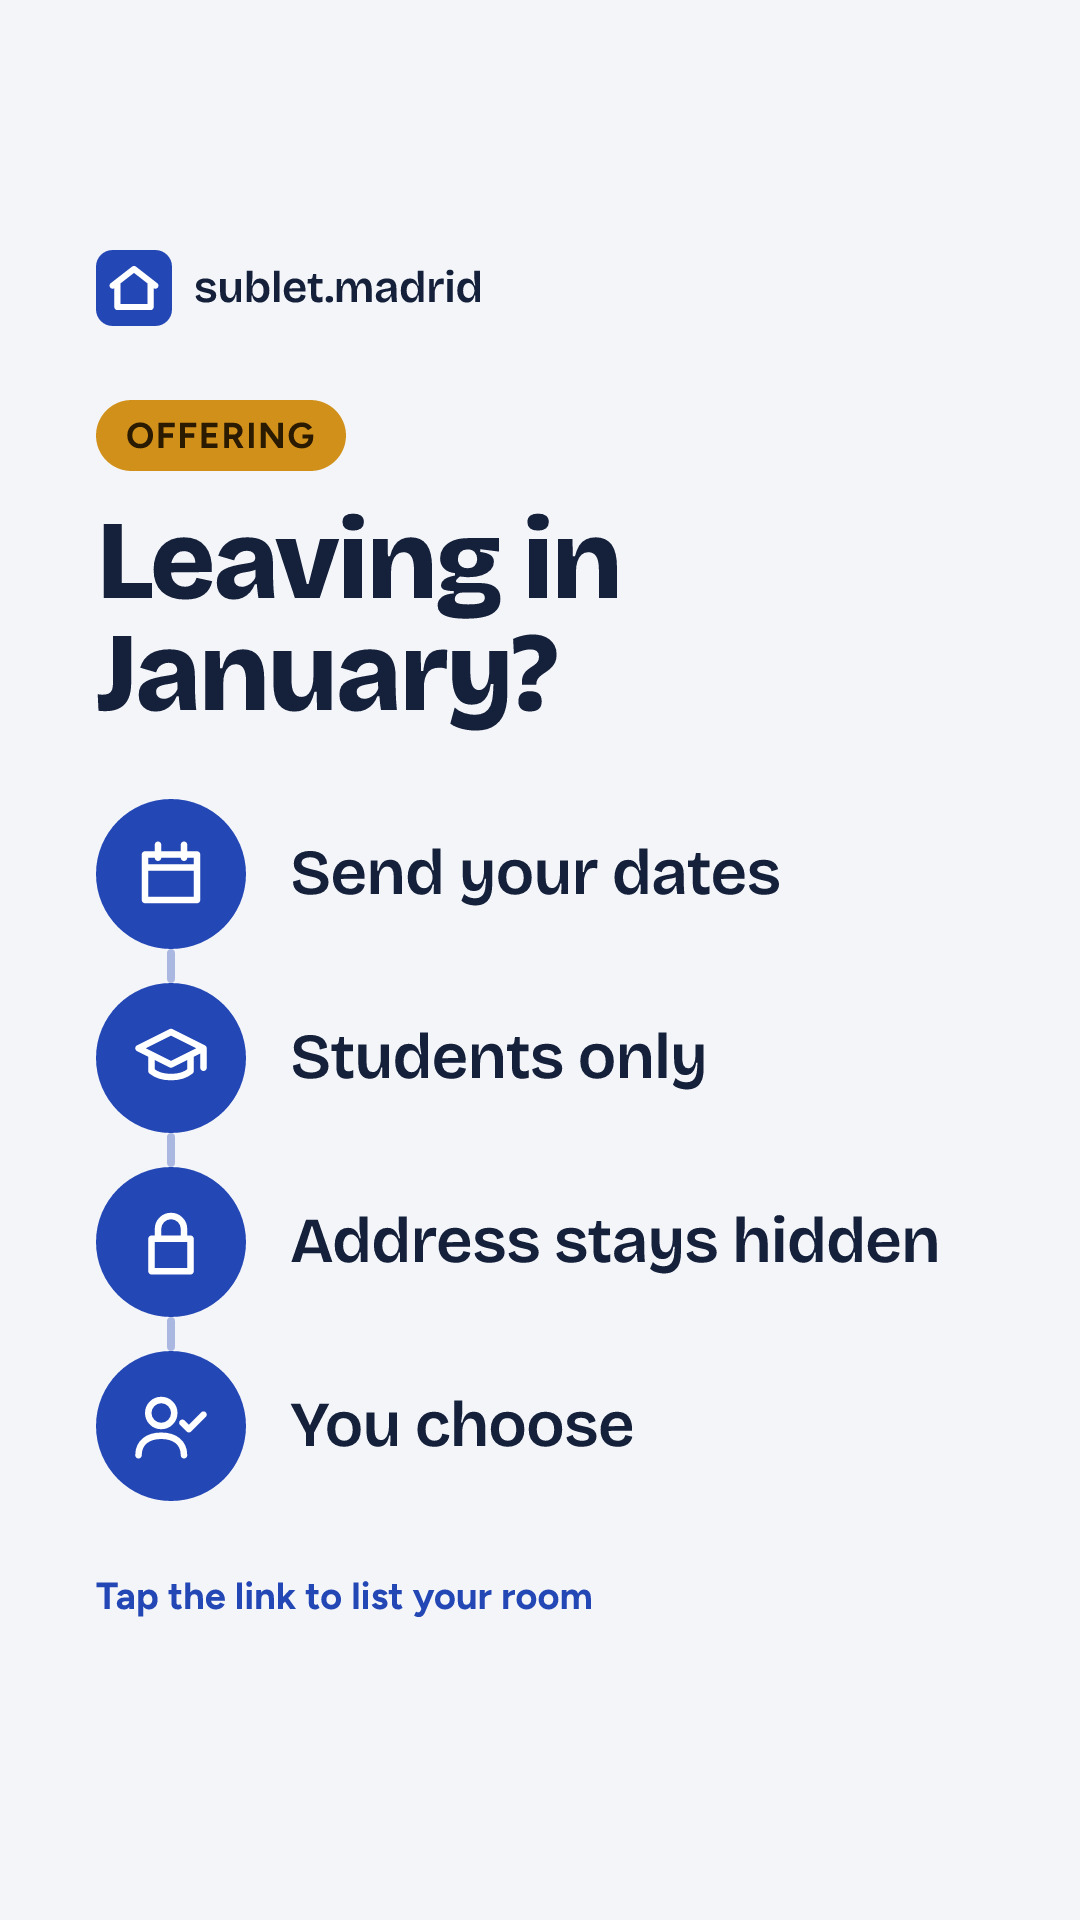 sublet.madrid
OFFERING
Leaving in
January?
Send your dates
Students only
Address stays hidden
You choose
Tap the link to list your room